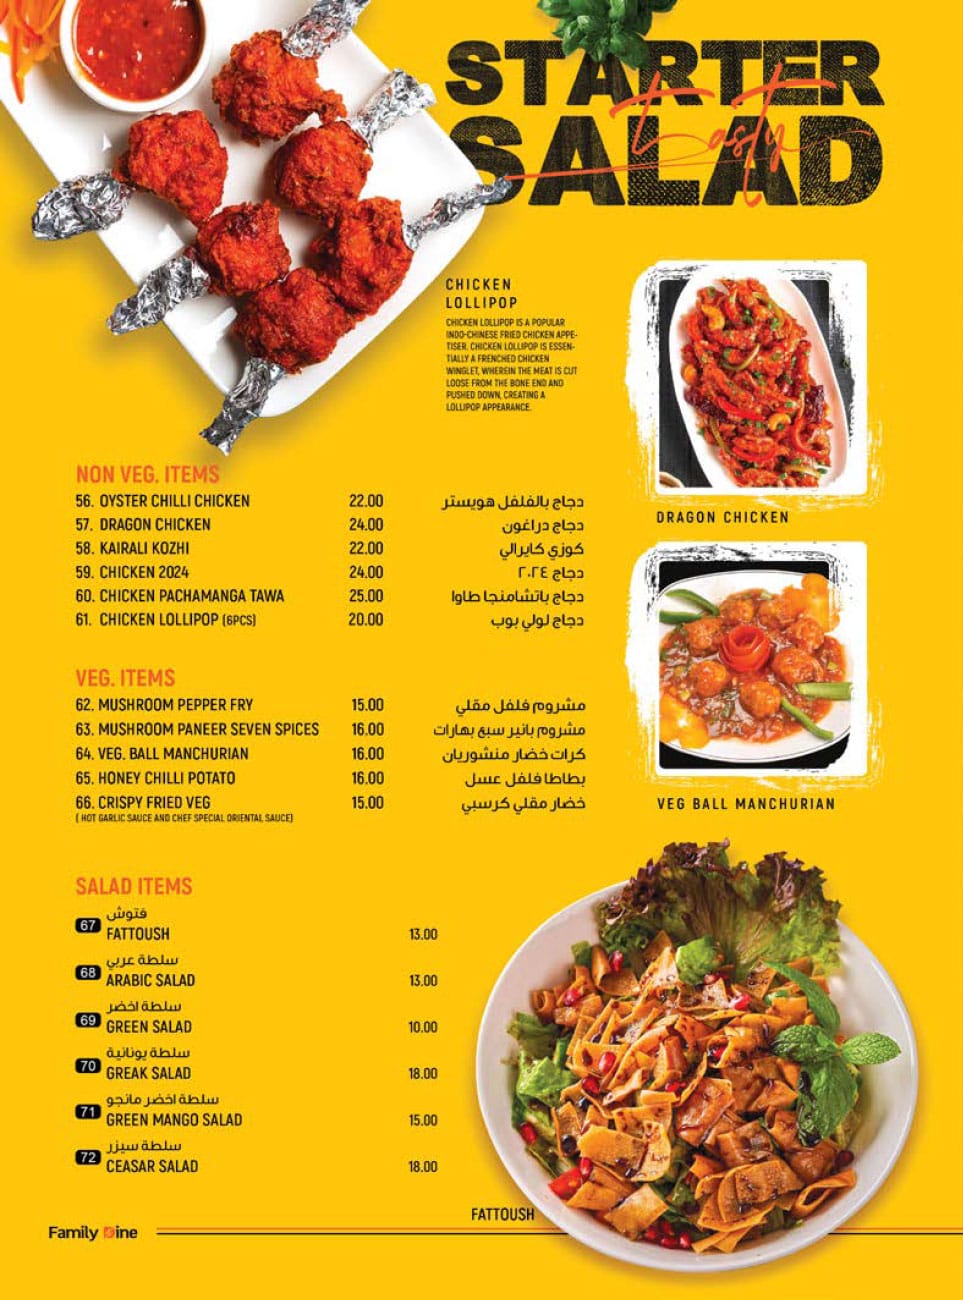 STARTER
tasty
SALAD
CHICKEN
LOLLIPOP
CHICKEN LOLLIPOP IS A POPULAR
INDO-CHINESE FRIED CHICKEN APPE-
TISER. CHICKEN LOLLIPOP IS ESSEN-
TIALLY A FRENCHED CHICKEN
WINGLET, WHEREIN THE MEAT IS CUT
LOOSE FROM THE BONE END AND
PUSHED DOWN, CREATING A
LOLLIPOP APPEARANCE.
DRAGON CHICKEN
NON VEG. ITEMS
56. OYSTER CHILLI CHICKEN 22.00 دجاج بالفلفل هويستر
57. DRAGON CHICKEN 24.00 دجاج دراغون
58. KAIRALI KOZHI 22.00 كوزي كايرالي
59. CHICKEN 2024 24.00 دجاج ٢٠٢٤
60. CHICKEN PACHAMANGA TAWA 25.00 دجاج باتشامنجا طاوا
61. CHICKEN LOLLIPOP (6PCS) 20.00 دجاج لولي بوب
VEG. ITEMS
62. MUSHROOM PEPPER FRY 15.00 مشروم فلفل مقلي
63. MUSHROOM PANEER SEVEN SPICES 16.00 مشروم بانير سبع بهارات
64. VEG. BALL MANCHURIAN 16.00 كرات خضار منشوريان
65. HONEY CHILLI POTATO 16.00 بطاطا فلفل عسل
66. CRISPY FRIED VEG 15.00 خضار مقلي كرسبي
( HOT GARLIC SAUCE AND CHEF SPECIAL ORIENTAL SAUCE)
VEG BALL MANCHURIAN
SALAD ITEMS
فتوش
67 FATTOUSH 13.00
سلطة عربي
68 ARABIC SALAD 13.00
سلطة اخضر
69 GREEN SALAD 10.00
سلطة يونانية
70 GREAK SALAD 18.00
سلطة اخضر مانجو
71 GREEN MANGO SALAD 15.00
سلطة سيزر
72 CEASAR SALAD 18.00
FATTOUSH
Family Dine